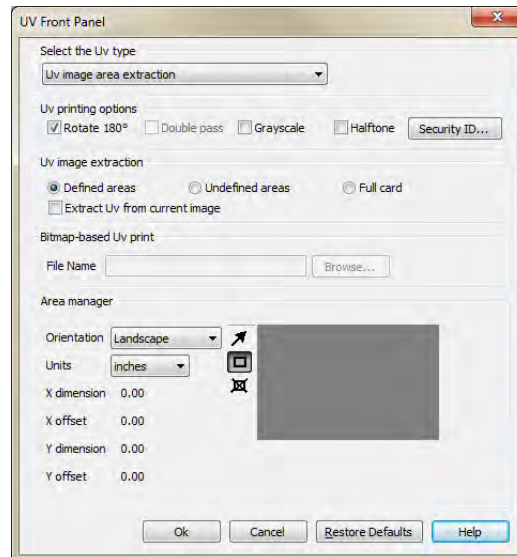 UV Front Panel
Select the Uv type
Uv image area extraction
Uv printing options
Rotate 180° Double pass Grayscale Halftone Security ID...
Uv image extraction
Defined areas Undefined areas Full card
Extract Uv from current image
Bitmap-based Uv print
File Name Browse...
Area manager
Orientation Landscape
Units inches
X dimension 0.00
X offset 0.00
Y dimension 0.00
Y offset 0.00
Ok Cancel Restore Defaults Help